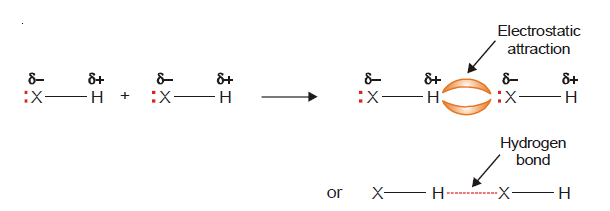 Electrostatic
attraction
δ– δ+ δ– δ+ δ– δ+ δ– δ+
:X—H + :X—H → :X—H :X—H
Hydrogen
bond
or X—H-------X—H